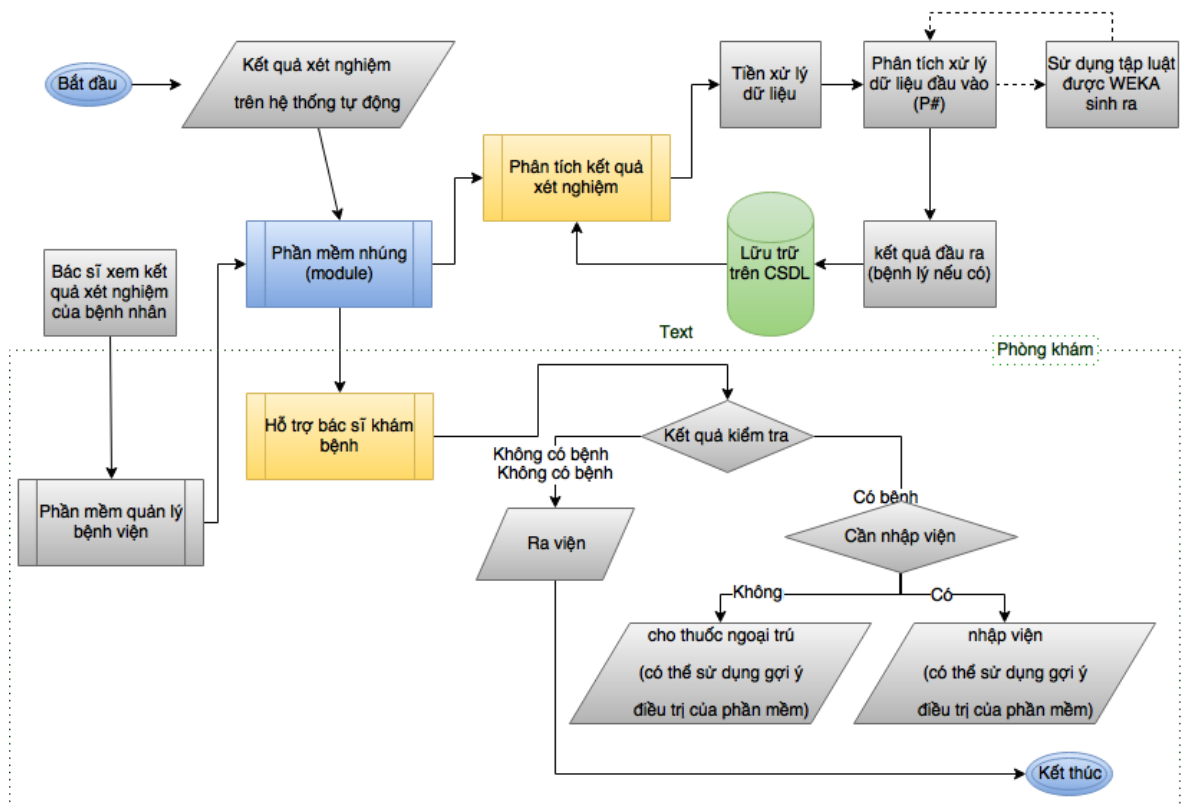 Bắt đầu
Kết quả xét nghiệm
trên hệ thống tự động
Tiền xử lý
dữ liệu
Phân tích xử lý
dữ liệu đầu vào
(P#)
Sử dụng tập luật
được WEKA
sinh ra
Phân tích kết quả
xét nghiệm
Phần mềm nhúng
(module)
Lữu trữ
trên CSDL
kết quả đầu ra
(bệnh lý nếu có)
Bác sĩ xem kết
quả xét nghiệm
của bệnh nhân
Text
Phòng khám
Hỗ trợ bác sĩ khám
bệnh
Kết quả kiểm tra
Không có bệnh
Không có bệnh
Có bệnh
Phần mềm quản lý
bệnh viện
Ra viện
Cần nhập viện
Không
Có
cho thuốc ngoại trú
(có thể sử dụng gợi ý
điều trị của phần mềm)
nhập viện
(có thể sử dụng gợi ý
điều trị của phần mềm)
Kết thúc